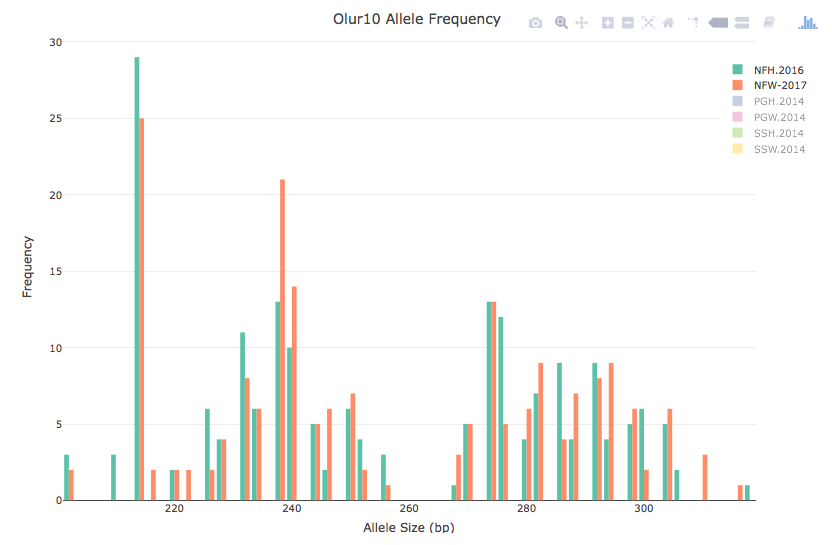 Olur10 Allele Frequency
30
25
20
15
10
5
0
Frequency
220
240
260
280
300
Allele Size (bp)
NFH.2016
NFW-2017
PGH.2014
PGW.2014
SSH.2014
SSW.2014